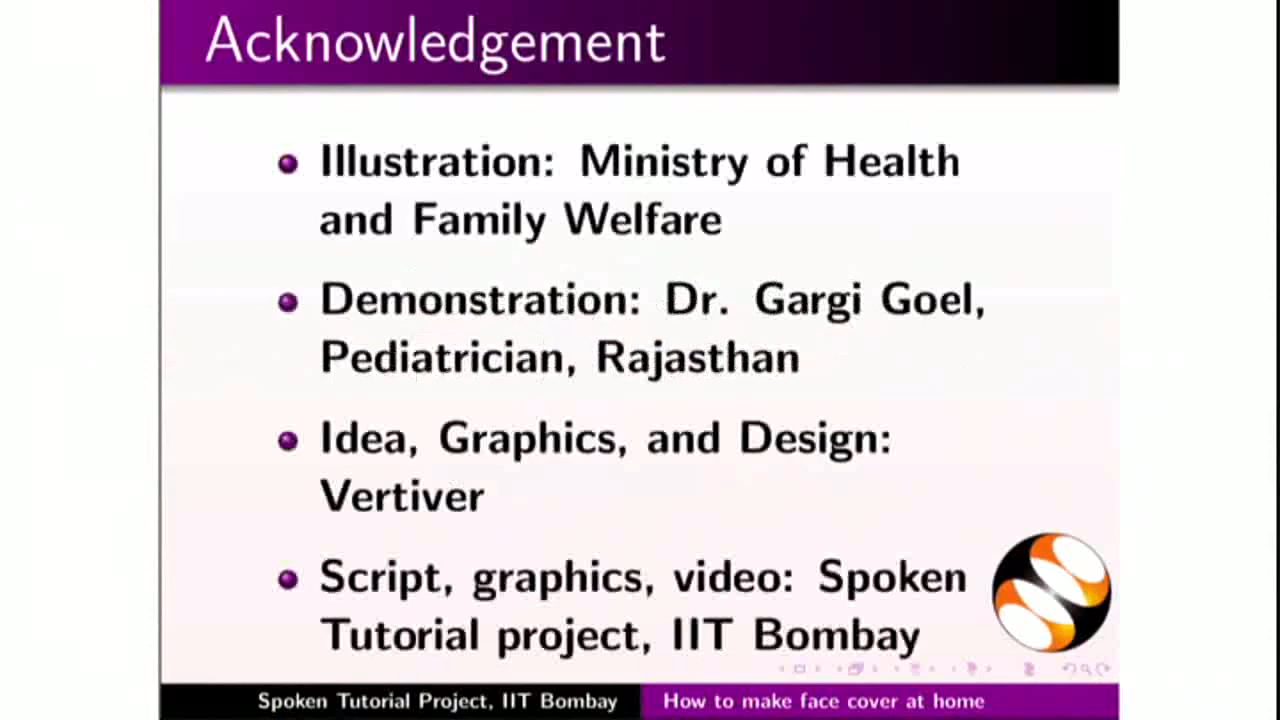 Acknowledgement
Illustration: Ministry of Health
and Family Welfare
Demonstration: Dr. Gargi Goel,
Pediatrician, Rajasthan
Idea, Graphics, and Design:
Vertiver
Script, graphics, video: Spoken
Tutorial project, IIT Bombay
Spoken Tutorial Project, IIT Bombay
How to make face cover at home